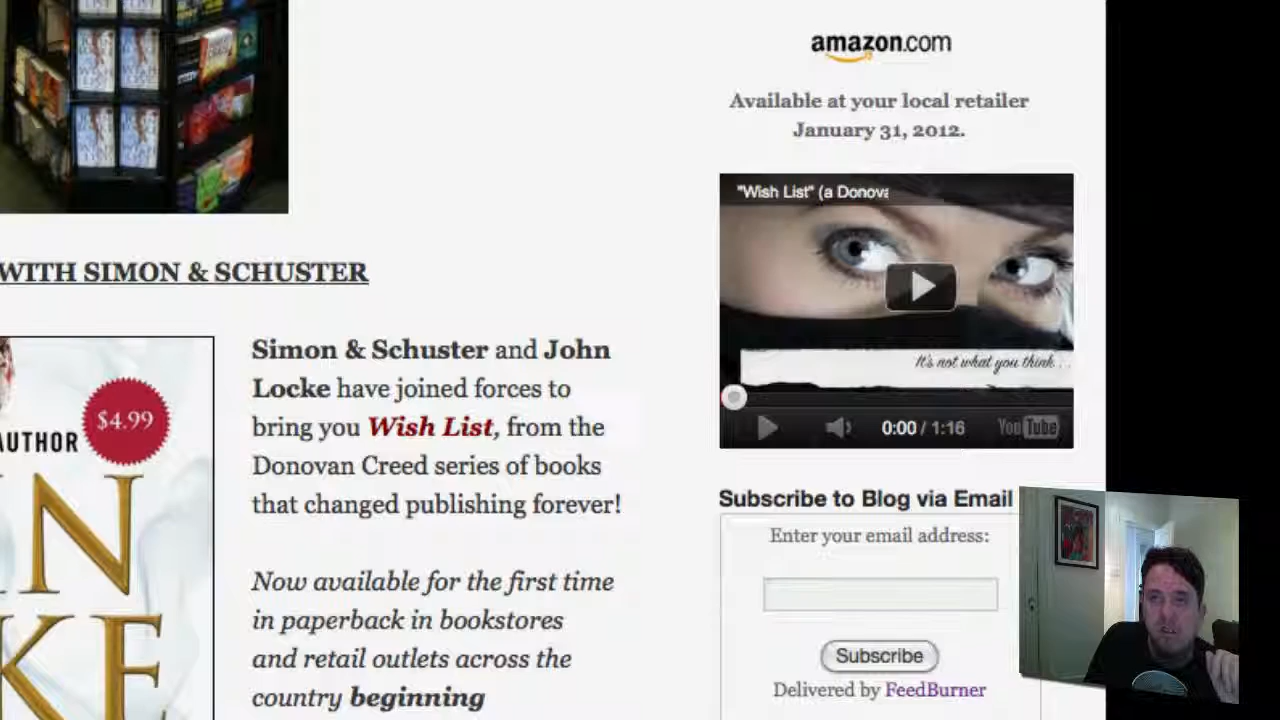 amazon.com
Available at your local retailer
January 31, 2012.
"Wish List" (a Donova
It's not what you think. . .
0:00 / 1:16
YouTube
WITH SIMON & SCHUSTER
$4.99
AUTHOR
N
KE
Simon & Schuster and John
Locke have joined forces to
bring you Wish List, from the
Donovan Creed series of books
that changed publishing forever!
Now available for the first time
in paperback in bookstores
and retail outlets across the
country beginning
Subscribe to Blog via Email
Enter your email address:
Subscribe
Delivered by FeedBurner